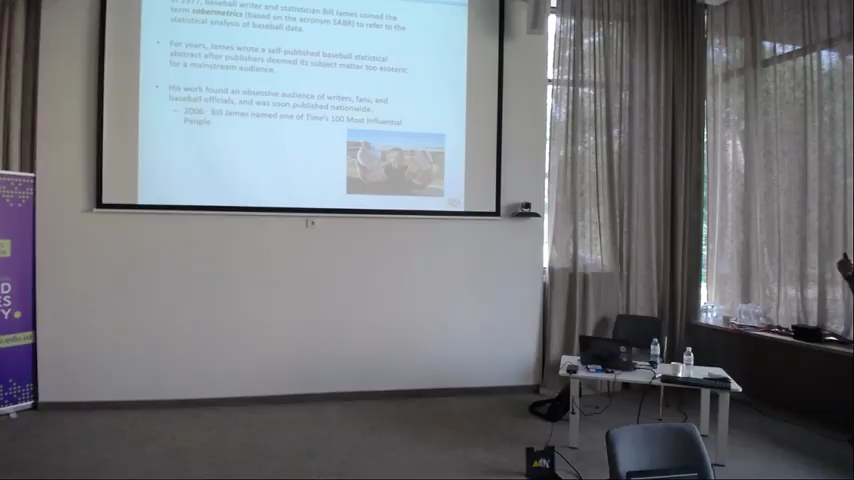 In 1977, baseball writer and statistician Bill James coined the
term sabermetrics (based on the acronym SABR) to refer to the
statistical analysis of baseball data.
• For years, James wrote a self-published baseball statistical
abstract after publishers deemed its subject matter too esoteric
for a mainstream audience.
• His work found an obsessive audience of writers, fans, and
baseball officials, and was soon published nationwide.
– 2006: Bill James named one of Time's 100 Most Influential
People
D
ES
Y.